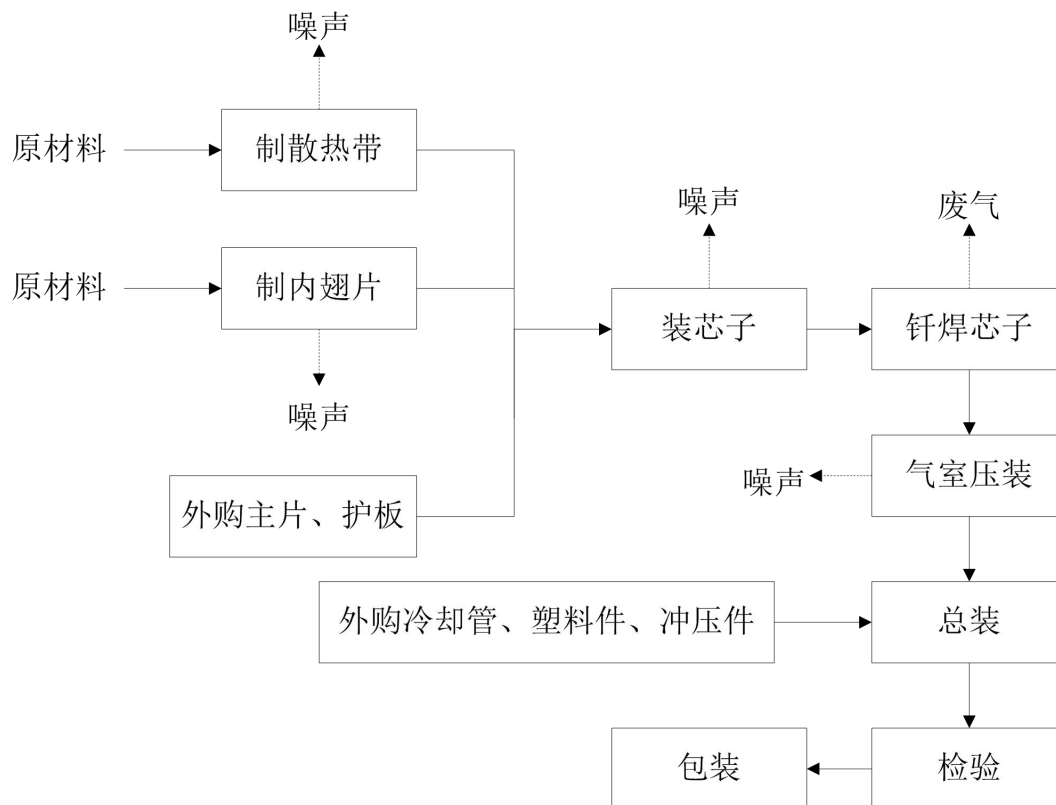 噪声
原材料
制散热带
噪声
废气
原材料
制内翅片
装芯子
钎焊芯子
噪声
噪声
气室压装
外购主片、护板
外购冷却管、塑料件、冲压件
总装
包装
检验